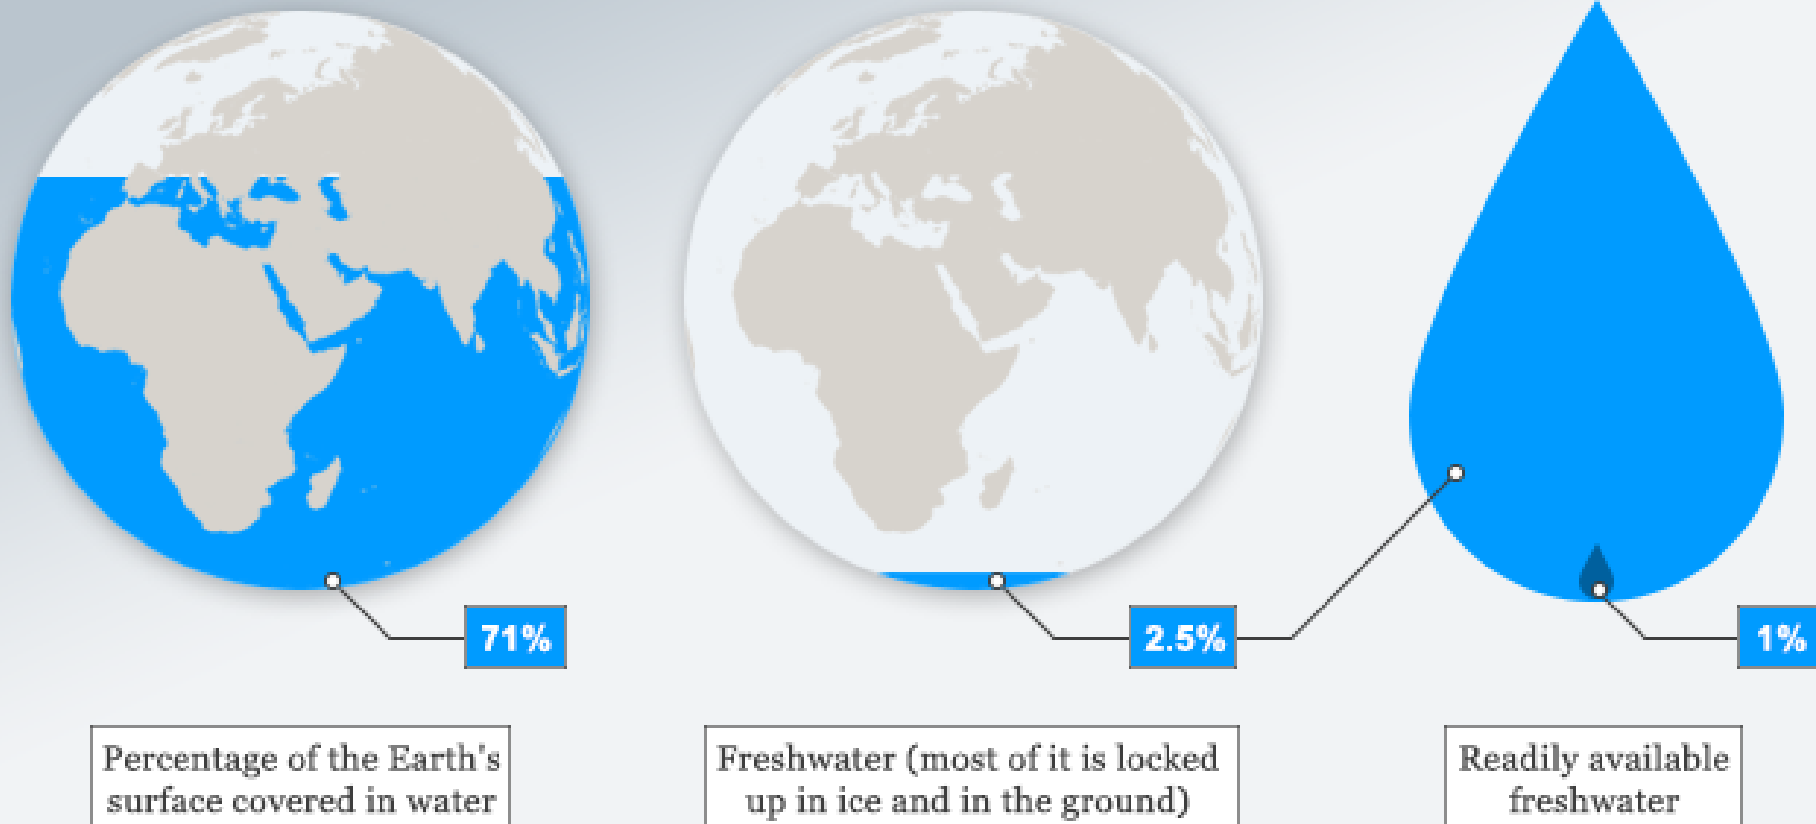 71%
2.5%
1%
Percentage of the Earth's
surface covered in water
Freshwater (most of it is locked
up in ice and in the ground)
Readily available
freshwater